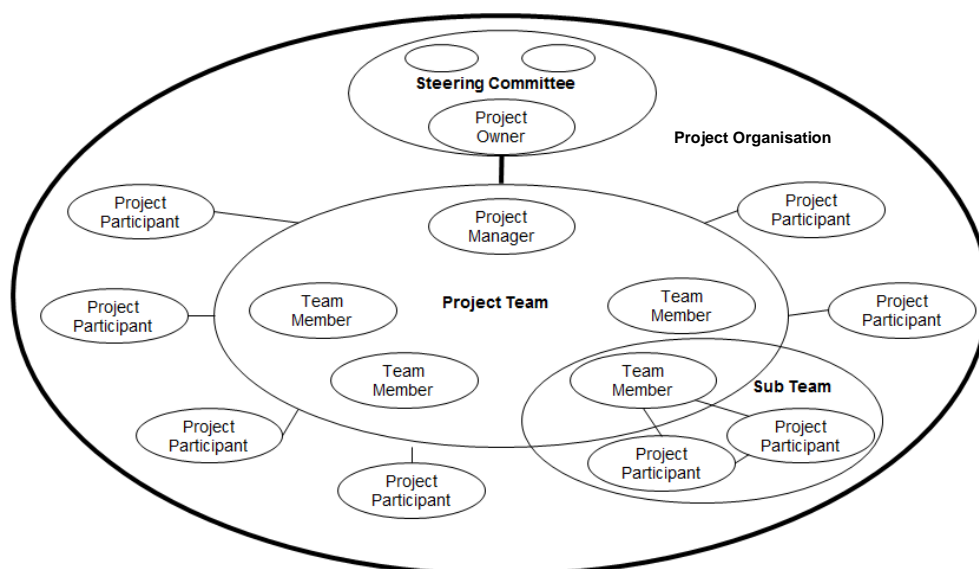 Steering Committee
Project
Owner
Project Organisation
Project
Participant
Project
Manager
Project
Participant
Project
Participant
Team
Member
Project Team
Team
Member
Project
Participant
Team
Member
Team
Member
Sub Team
Project
Participant
Project
Participant
Project
Participant
Project
Participant